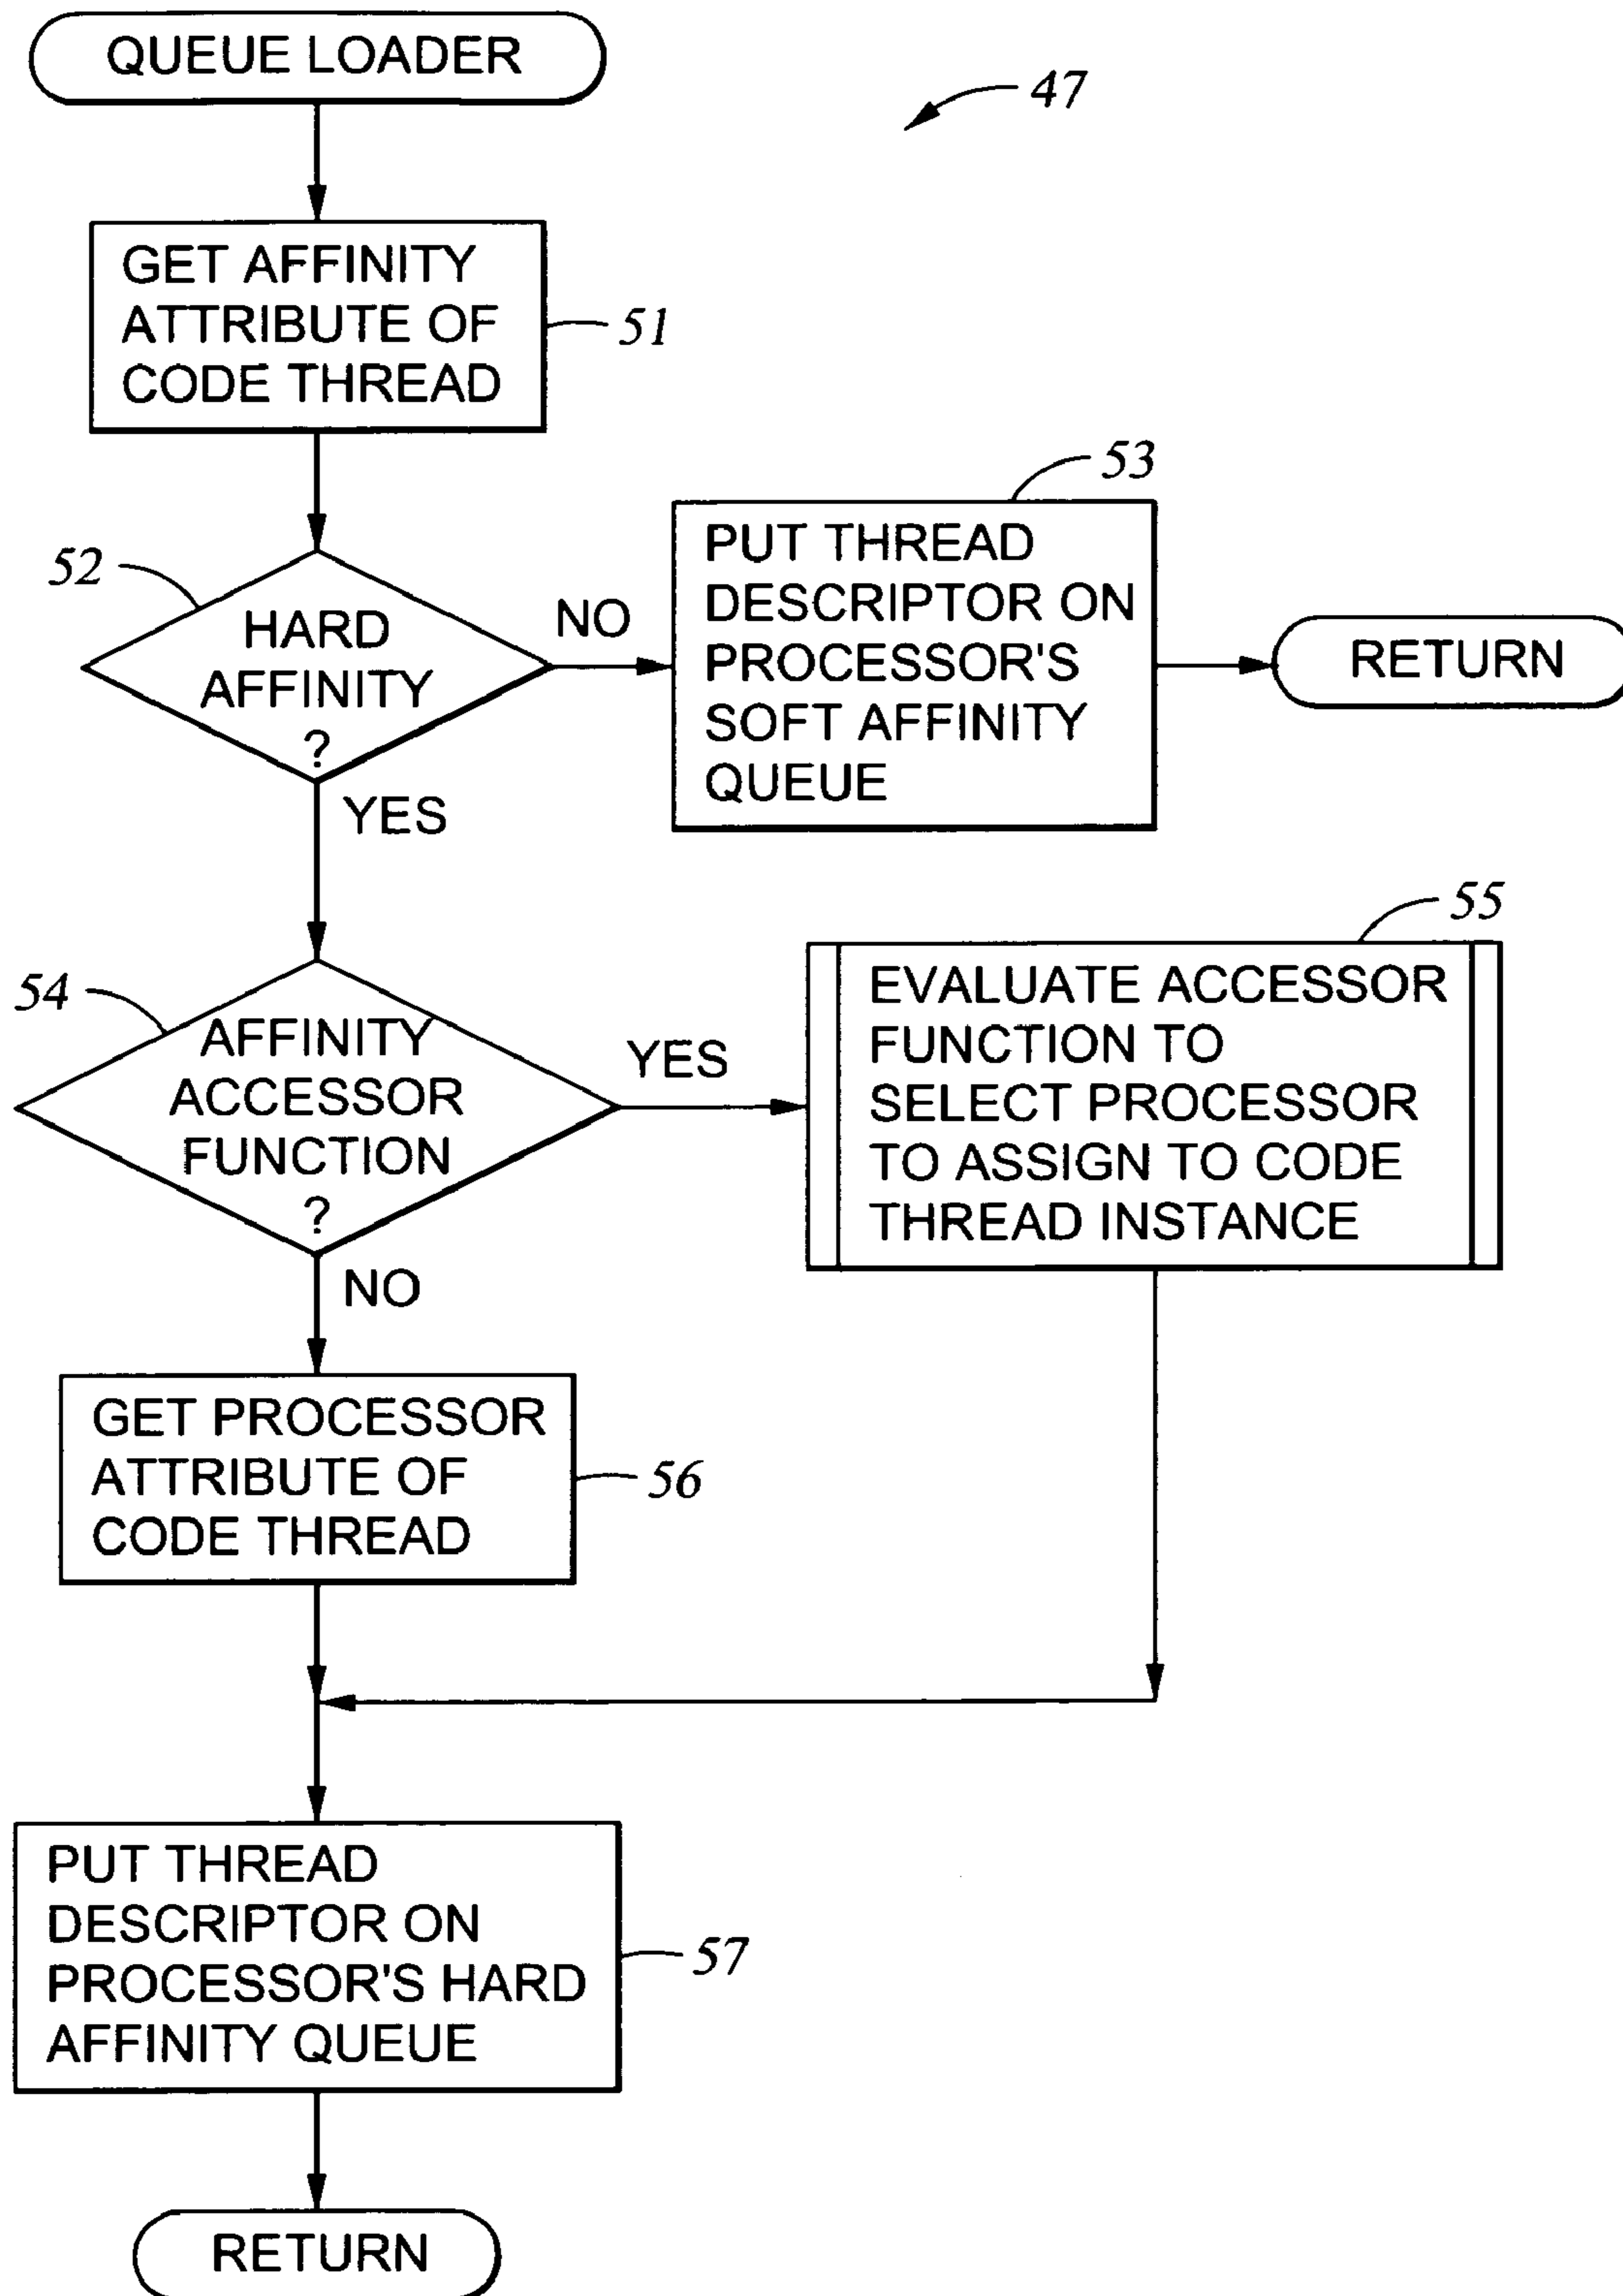 QUEUE LOADER
47
GET AFFINITY
ATTRIBUTE OF
CODE THREAD
51
52
HARD
AFFINITY
?
NO
YES
53
PUT THREAD
DESCRIPTOR ON
PROCESSOR'S
SOFT AFFINITY
QUEUE
RETURN
54
AFFINITY
ACCESSOR
FUNCTION
?
YES
NO
55
EVALUATE ACCESSOR
FUNCTION TO
SELECT PROCESSOR
TO ASSIGN TO CODE
THREAD INSTANCE
GET PROCESSOR
ATTRIBUTE OF
CODE THREAD
56
PUT THREAD
DESCRIPTOR ON
PROCESSOR'S HARD
AFFINITY QUEUE
57
RETURN